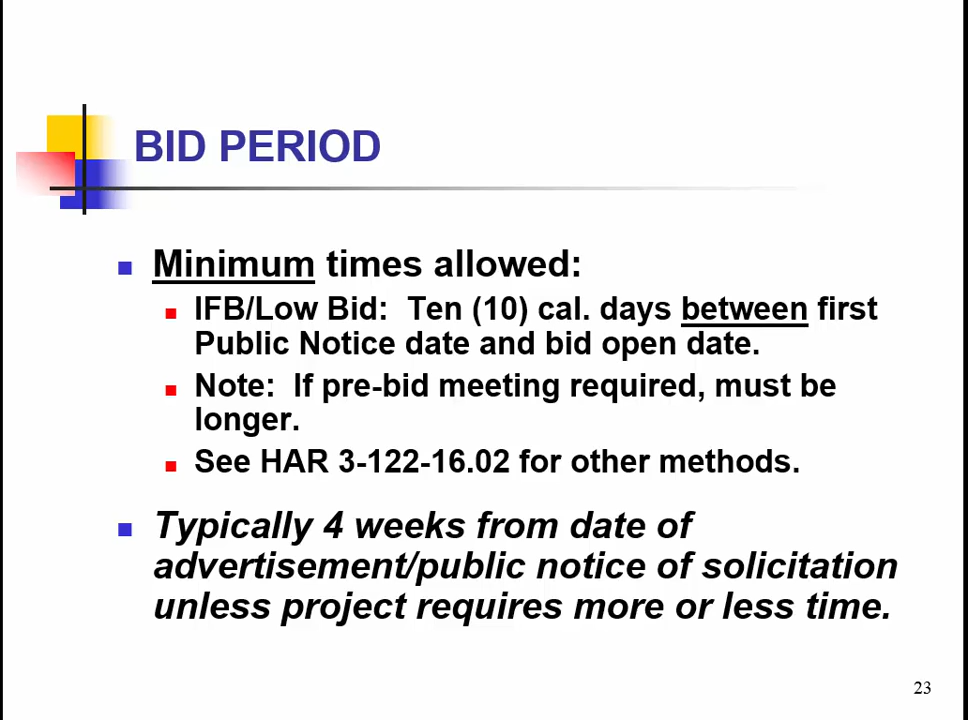 BID PERIOD
Minimum times allowed:
IFB/Low Bid: Ten (10) cal. days between first
Public Notice date and bid open date.
Note: If pre-bid meeting required, must be
longer.
See HAR 3-122-16.02 for other methods.
Typically 4 weeks from date of
advertisement/public notice of solicitation
unless project requires more or less time.
23